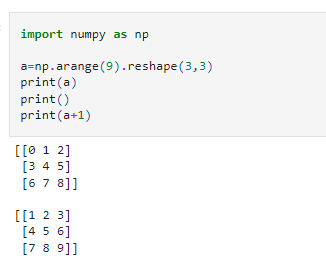 import numpy as np
a=np.arange(9).reshape(3,3)
print(a)
print()
print(a+1)
[[0 1 2]
[3 4 5]
[6 7 8]]
[[1 2 3]
[4 5 6]
[7 8 9]]